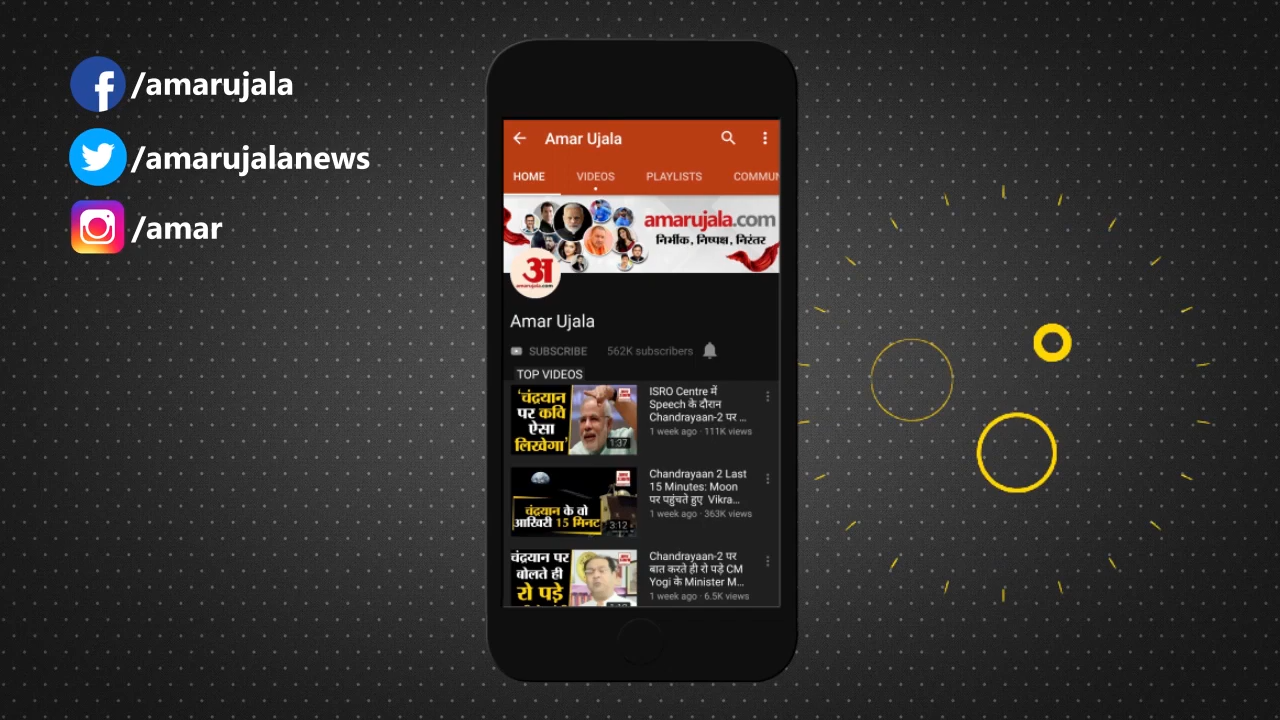 /amarujala
/amarujalanews
/amar
Amar Ujala
HOME VIDEOS PLAYLISTS COMMUN
amarujala.com
निर्भीक, निष्पक्ष, निरंतर
अ
amarujala.com
Amar Ujala
SUBSCRIBE 562K subscribers
TOP VIDEOS
'चंद्रयान
पर कवि
ऐसा
लिखेगा'
1:37
ISRO Centre में
Speech के दौरान
Chandrayaan-2 पर ...
1 week ago · 111K views
चंद्रयान के वो
आखिरी 15 मिनट
3:12
Chandrayaan 2 Last
15 Minutes: Moon
पर पहुंचते हुए Vikra...
1 week ago · 363K views
चंद्रयान पर
बोलते ही
रो पड़े
Chandrayaan-2 पर
बात करते ही रो पड़े CM
Yogi के Minister M...
1 week ago · 6.5K views